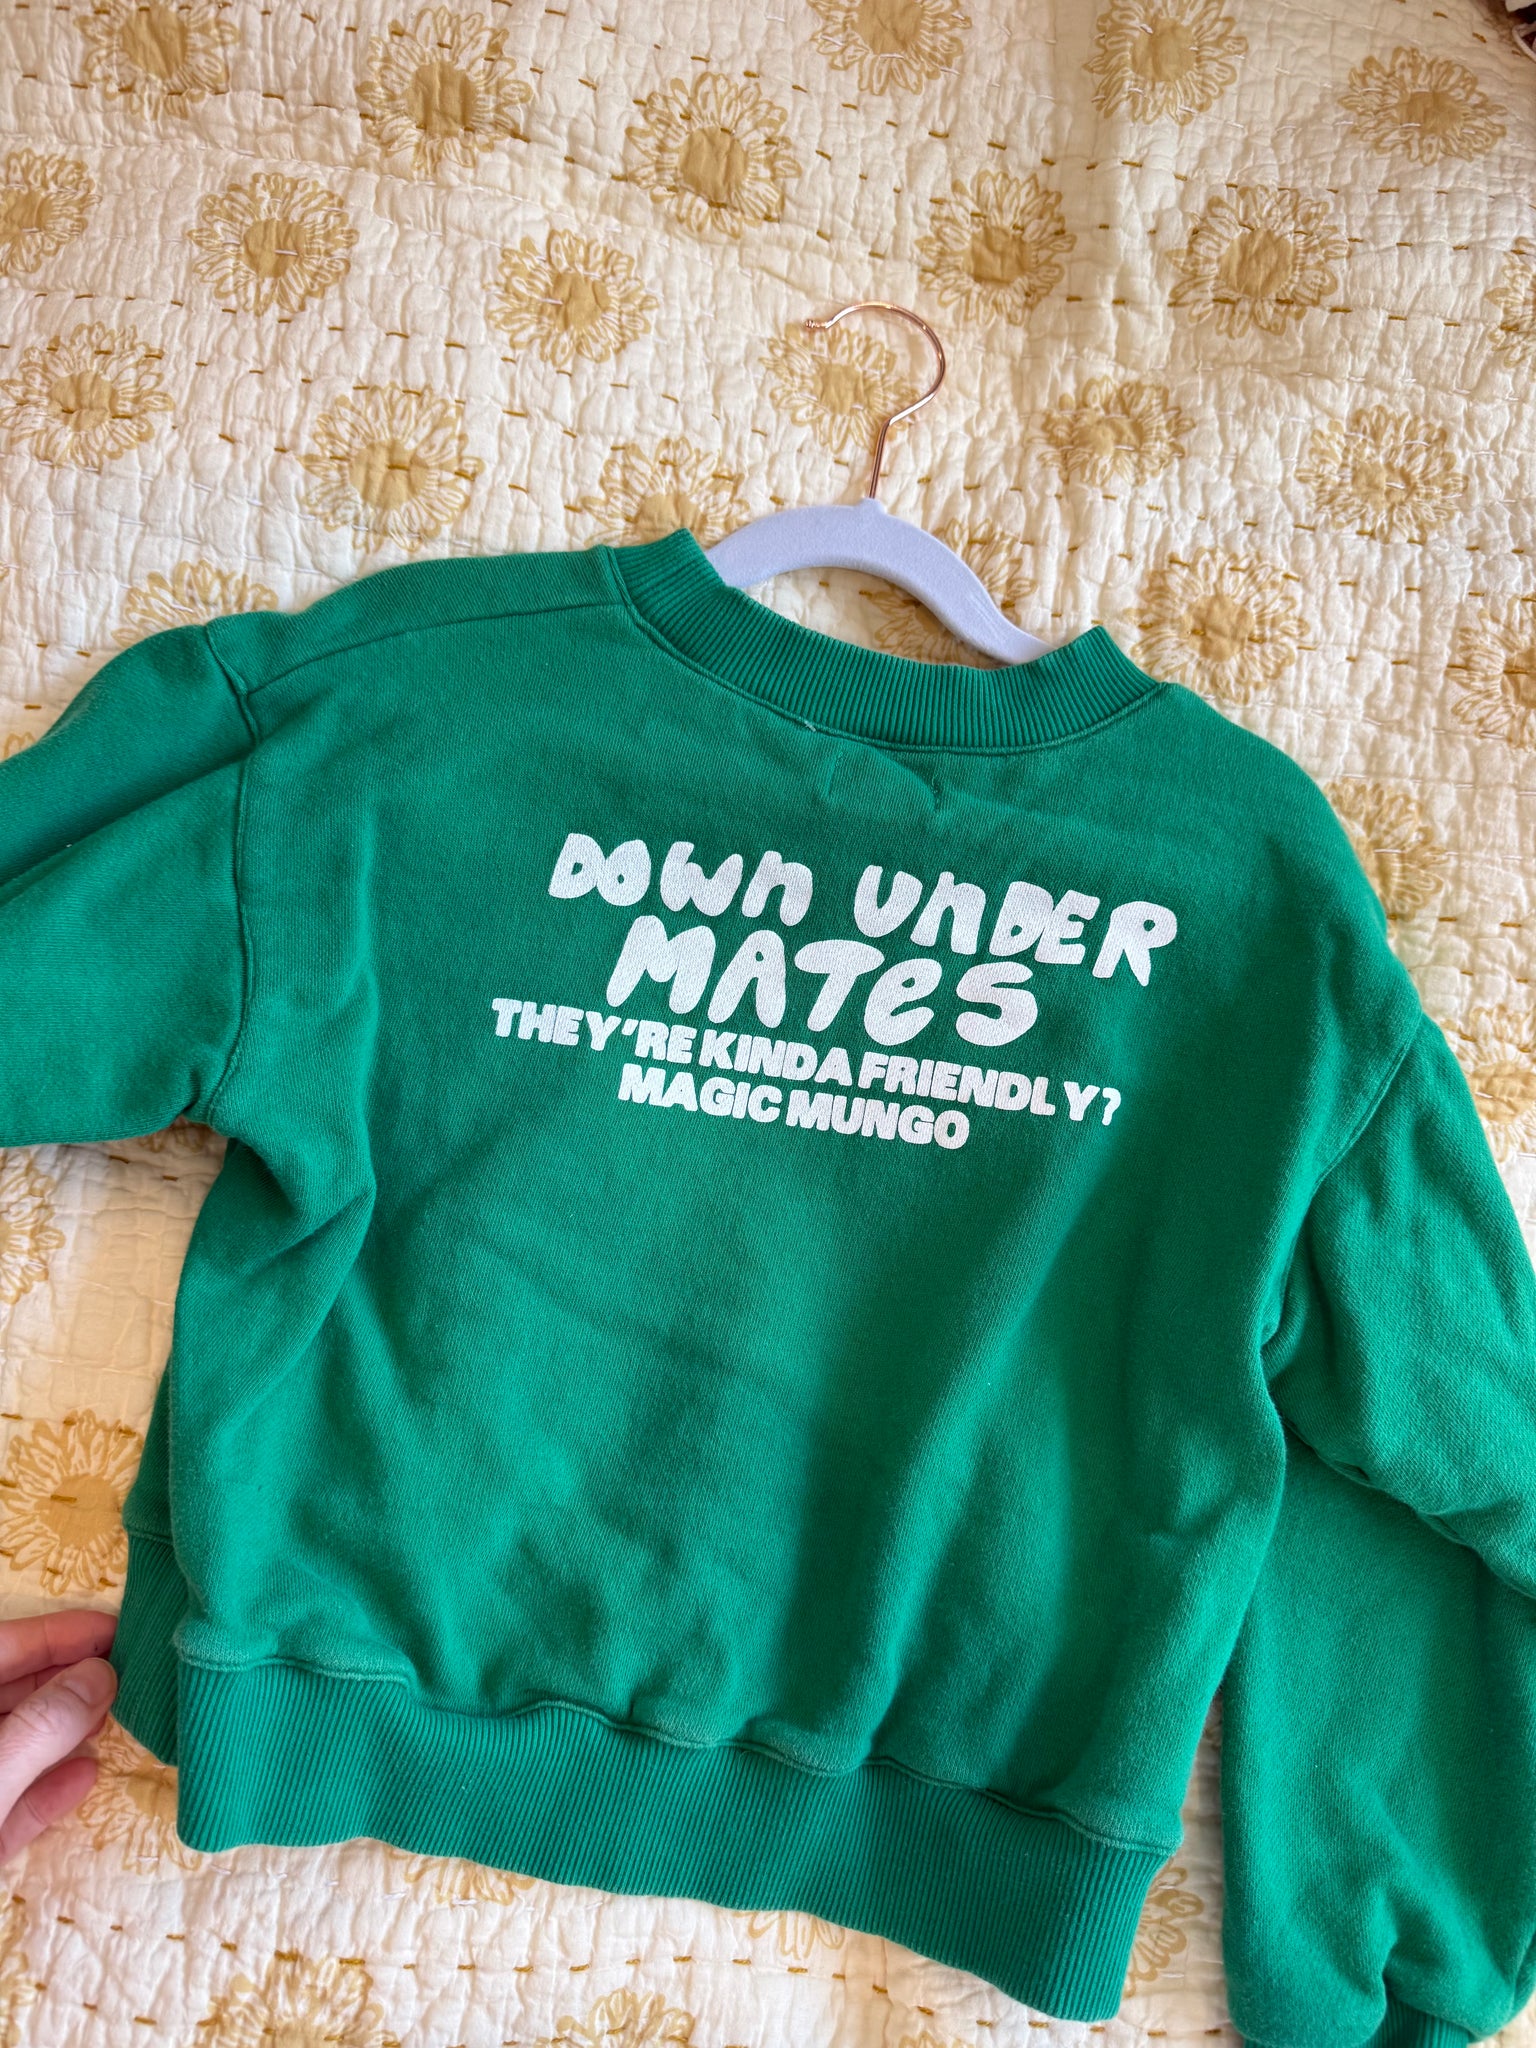 DOWN UNDER
MATES
THEY'RE KINDA FRIENDLY?
MAGIC MUNGO